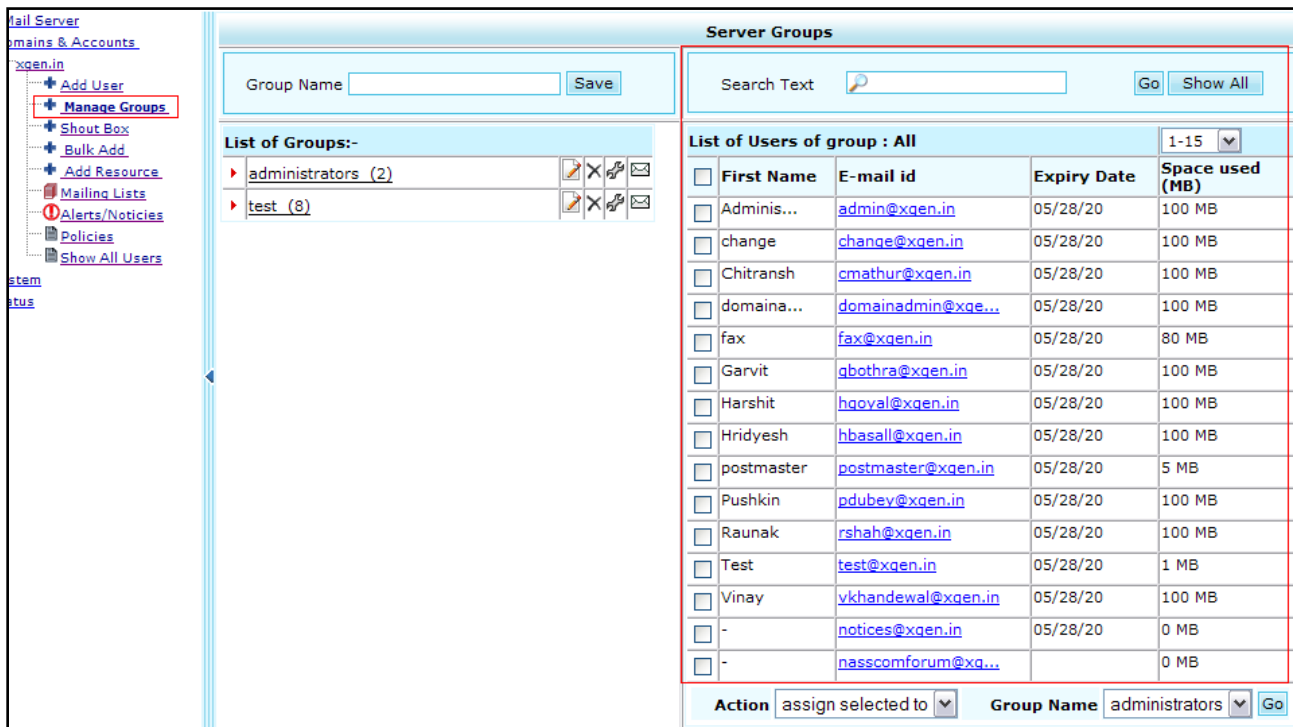 Mail Server
omains & Accounts
xgen.in
Add User
Manage Groups
Shout Box
Bulk Add
Add Resource
Mailing Lists
Alerts/Noticies
Policies
Show All Users
stem
atus
Server Groups
Group Name Save
Search Text Go Show All
List of Groups:-
administrators (2)
test (8)
List of Users of group : All 1-15
First Name E-mail id Expiry Date Space used (MB)
Adminis... admin@xgen.in 05/28/20 100 MB
change change@xgen.in 05/28/20 100 MB
Chitransh cmathur@xgen.in 05/28/20 100 MB
domaina... domainadmin@xge... 05/28/20 100 MB
fax fax@xgen.in 05/28/20 80 MB
Garvit gbothra@xgen.in 05/28/20 100 MB
Harshit hgoyal@xgen.in 05/28/20 100 MB
Hridyesh hbasall@xgen.in 05/28/20 100 MB
postmaster postmaster@xgen.in 05/28/20 5 MB
Pushkin pdubey@xgen.in 05/28/20 100 MB
Raunak rshah@xgen.in 05/28/20 100 MB
Test test@xgen.in 05/28/20 1 MB
Vinay vkhandewal@xgen.in 05/28/20 100 MB
- notices@xgen.in 05/28/20 0 MB
- nasscomforum@xg... 0 MB
Action assign selected to Group Name administrators Go